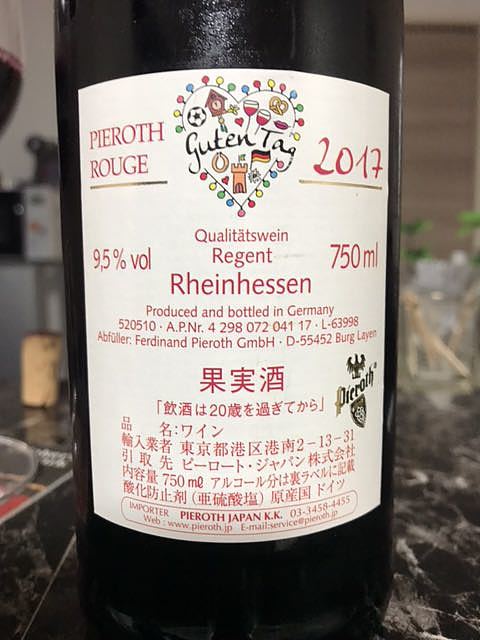 PIEROTH
ROUGE
Guten Tag
2017
Qualitätswein
9,5 % vol
Regent
750 ml
Rheinhessen
Produced and bottled in Germany
520510 · A.P.Nr. 4 298 072 041 17 · L-63998
Abfüller: Ferdinand Pieroth GmbH · D-55452 Burg Layen
果実酒
Pieroth
「飲酒は20歳を過ぎてから」
品 名:ワイン
輸入業者 東京都港区港南2-13-31
引取先 ピーロート・ジャパン株式会社
内容量 750㎖ アルコール分は裏ラベルに記載
酸化防止剤(亜硫酸塩) 原産国 ドイツ
IMPORTER PIEROTH JAPAN K.K. 03-3458-4455
Web : www.pieroth.jp E-mail:service@pieroth.jp